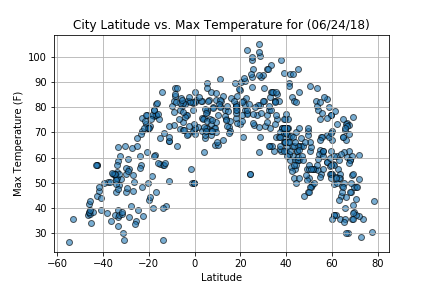 City Latitude vs. Max Temperature for (06/24/18)
100
90
80
70
60
50
40
30
Max Temperature (F)
−60 −40 −20 0 20 40 60 80
Latitude